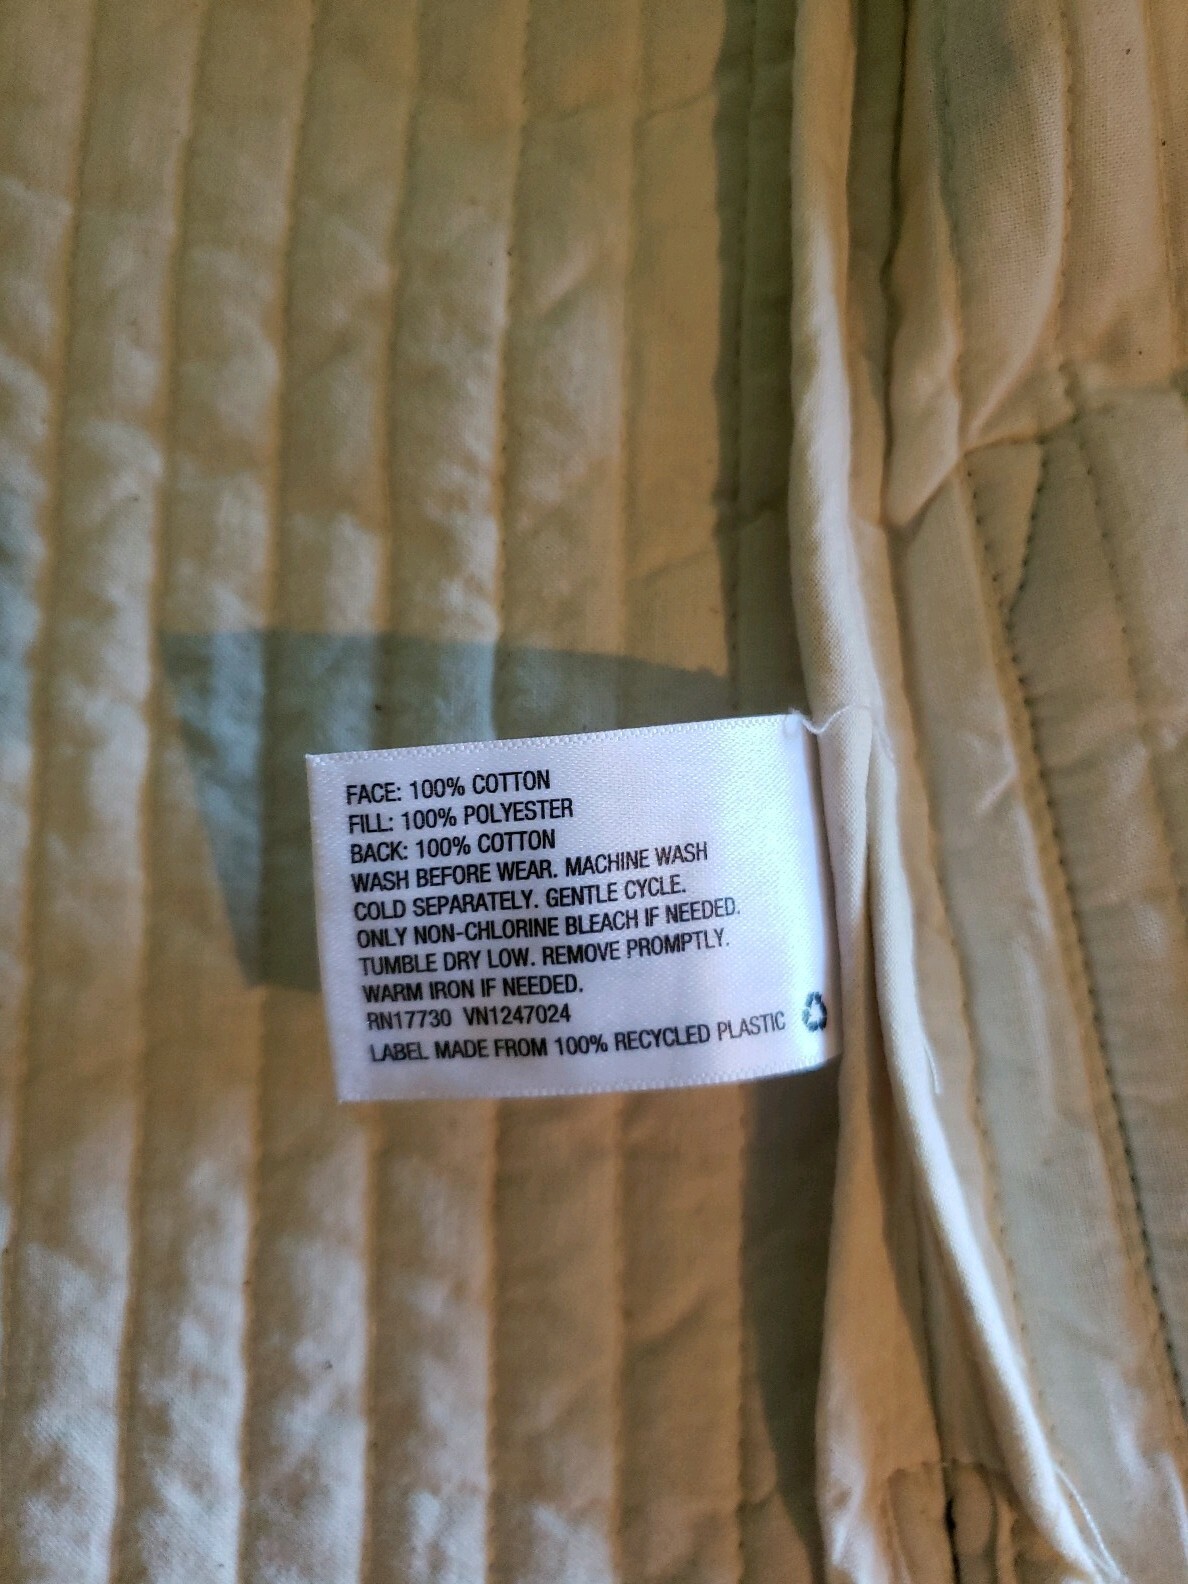 FACE: 100% COTTON
FILL: 100% POLYESTER
BACK: 100% COTTON
WASH BEFORE WEAR. MACHINE WASH
COLD SEPARATELY. GENTLE CYCLE.
ONLY NON-CHLORINE BLEACH IF NEEDED.
TUMBLE DRY LOW. REMOVE PROMPTLY.
WARM IRON IF NEEDED.
RN17730 VN1247024
LABEL MADE FROM 100% RECYCLED PLASTIC